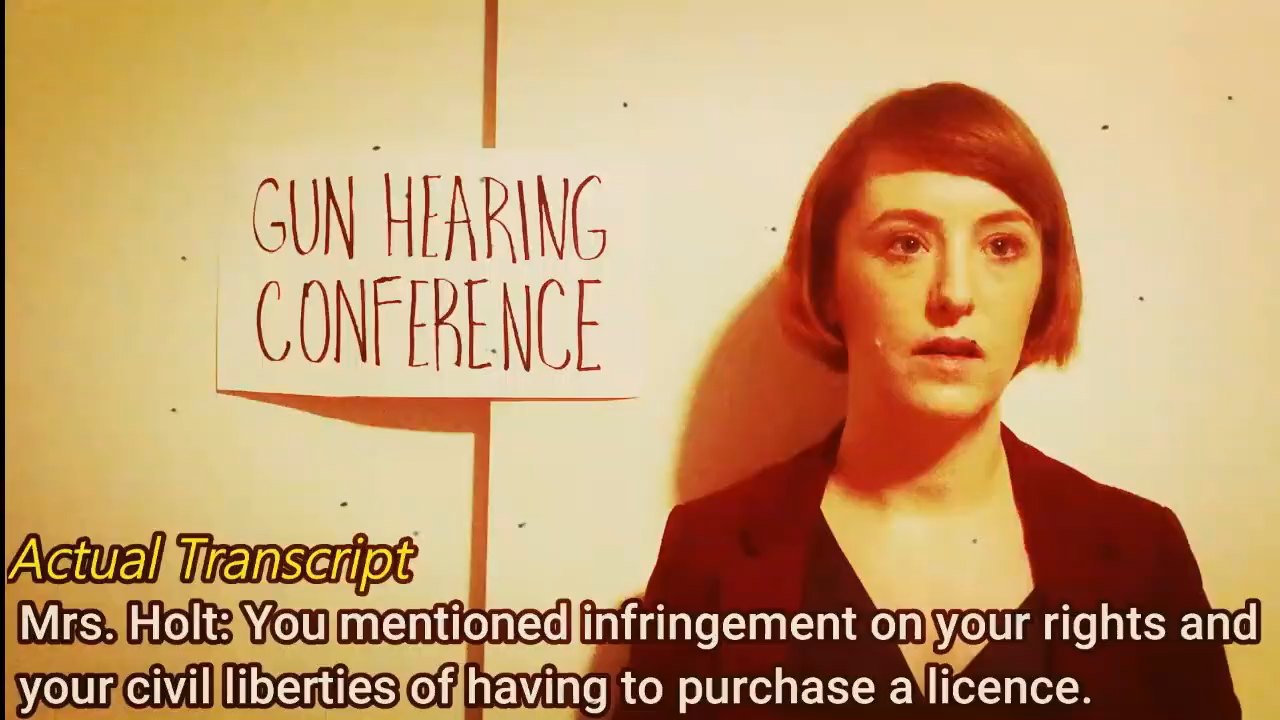 GUN HEARING
CONFERENCE
Actual Transcript
Mrs. Holt: You mentioned infringement on your rights and
your civil liberties of having to purchase a licence.